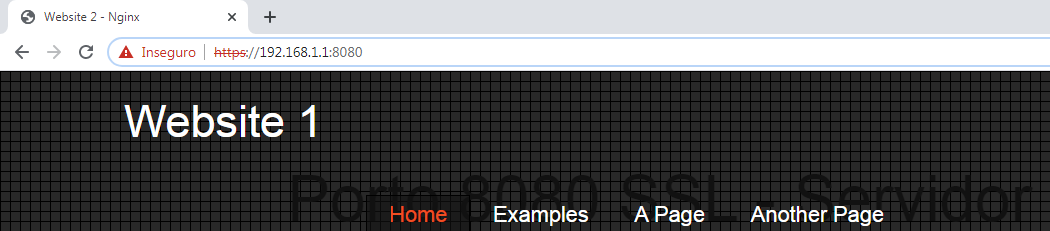 Website 2 - Nginx
Inseguro | https://192.168.1.1:8080
Website 1
Porto 8080 SSL - Servidor
Home Examples A Page Another Page